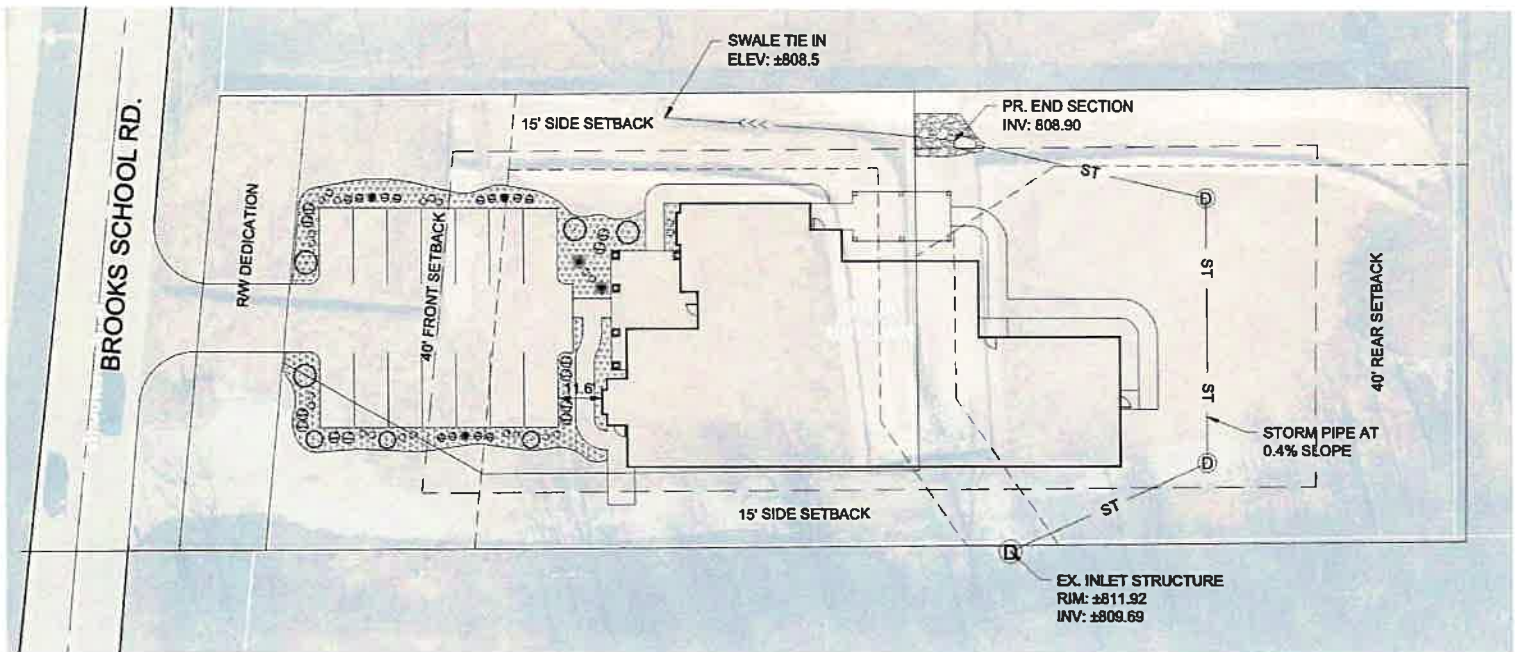 SWALE TIE IN
ELEV: ±808.5
PR. END SECTION
INV: 808.90
15' SIDE SETBACK
BROOKS SCHOOL RD.
R/W DEDICATION
40' FRONT SETBACK
ST
D
ST
ST
40' REAR SETBACK
1.6'
STORM PIPE AT
0.4% SLOPE
D
ST
15' SIDE SETBACK
EX. INLET STRUCTURE
RIM: ±811.92
INV: ±809.69